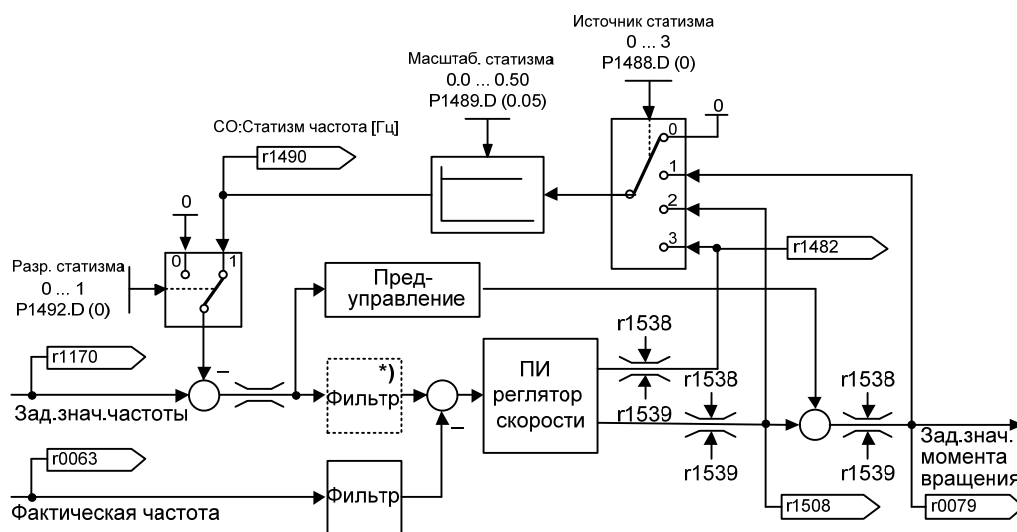 Источник статизма
0 ... 3
P1488.D (0)
Масштаб. статизма
0.0 ... 0.50
P1489.D (0.05)
0
0
1
2
3
СО:Статизм частота [Гц]
r1490
r1482
0
0
1
Разр. статизма
0 ... 1
P1492.D (0)
Пред-
управление
r1538
r1539
r1170
Зад.знач.частоты
*)
Фильтр
ПИ
реглятор
скорости
r1538
r1539
r1538
r1539
Зад.знач.
момента
вращения
r0063
Фактическая частота
Фильтр
r1508
r0079